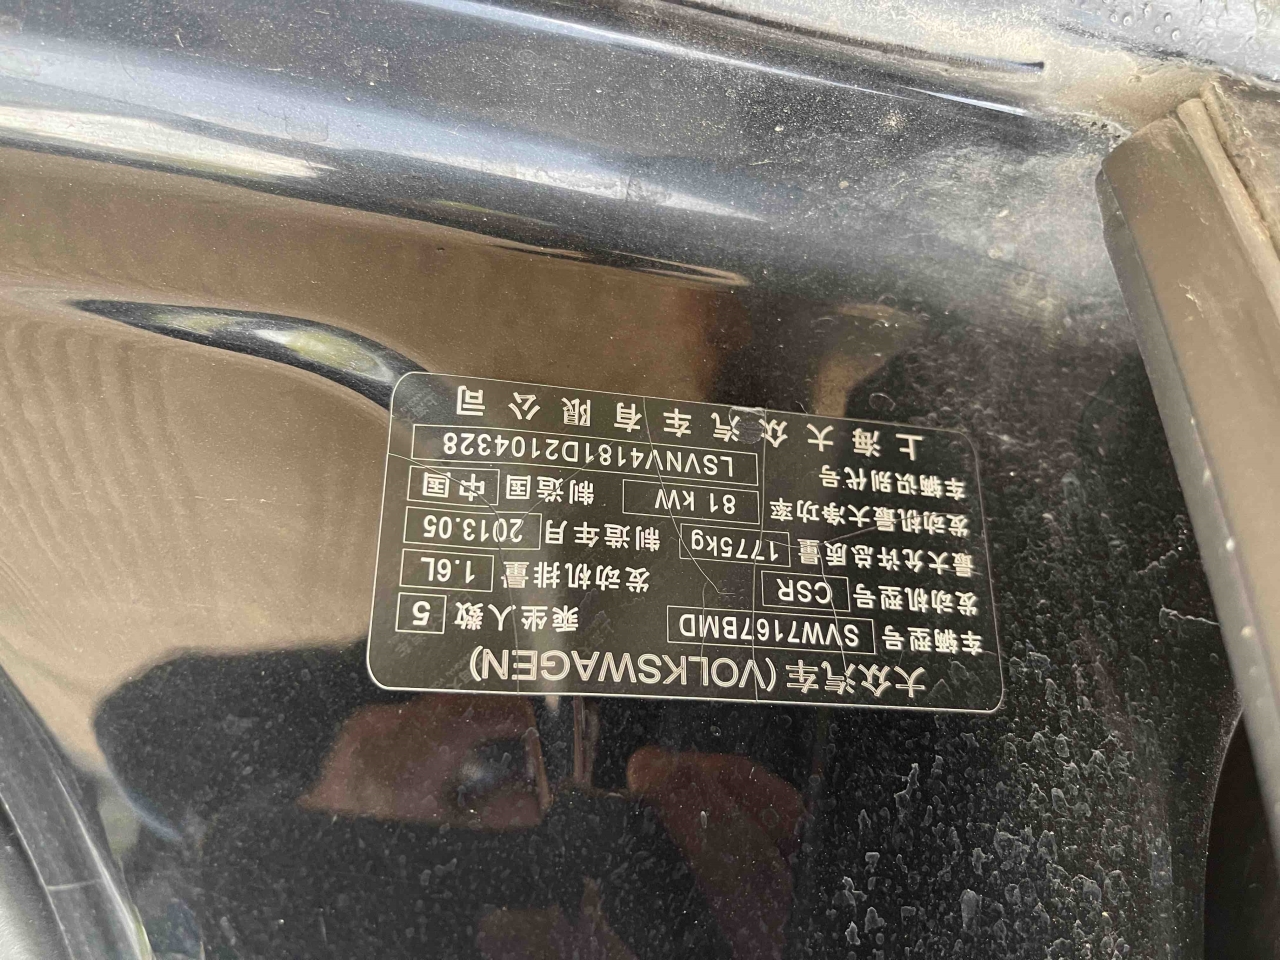 大众汽车(VOLKSWAGEN)
车辆型号 SVW7167BMD 乘坐人数 5
发动机型号 CSR 发动机排量 1.6L
最大允许总质量 1775kg 制造年月 2013.05
发动机最大净功率 81 kW 制造国 中国
车辆识别代号 LSVNV4181D2104328
上海大众汽车有限公司